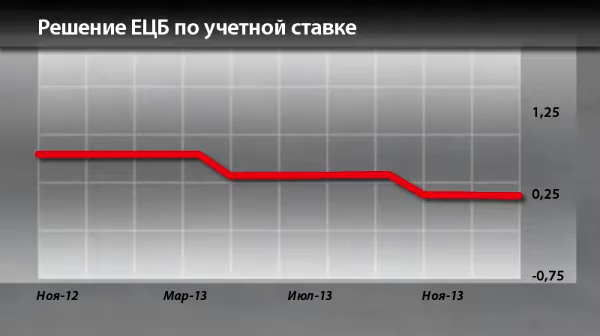 Решение ЕЦБ по учетной ставке
1,25
0,25
-0,75
Ноя-12 Мар-13 Июл-13 Ноя-13